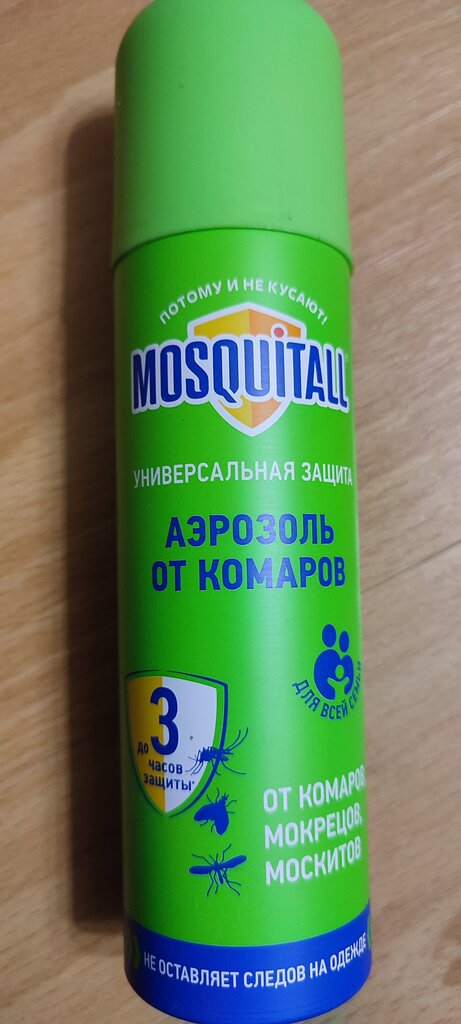 ПОТОМУ И НЕ КУСАЮТ!
MOSQUITALL
УНИВЕРСАЛЬНАЯ ЗАЩИТА
АЭРОЗОЛЬ
ОТ КОМАРОВ
ДЛЯ ВСЕЙ СЕМЬИ
до 3
часов
защиты*
ОТ КОМАРОВ,
МОКРЕЦОВ,
МОСКИТОВ
НЕ ОСТАВЛЯЕТ СЛЕДОВ НА ОДЕЖДЕ